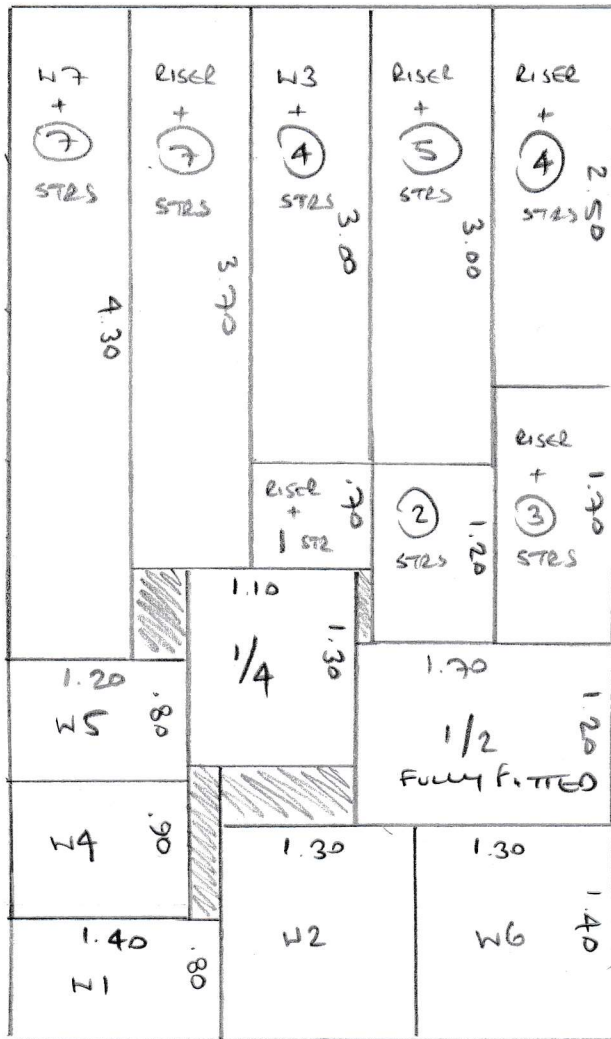 W7
+
7
STRS
4.30
RISER
+
7
STRS
3.70
W3
+
4
STRS
3.00
RISER
+
5
STRS
3.00
RISER
+
4
STRS
2.50
RISER
+
1 STR
.70
2
STRS
1.20
RISER
+
3
STRS
1.70
1.10
1/4
1.30
1.70
1/2
FULLY FITTED
1.20
1.20
W5
.80
W4
.90
1.40
W1
.80
1.30
W2
1.30
W6
1.40